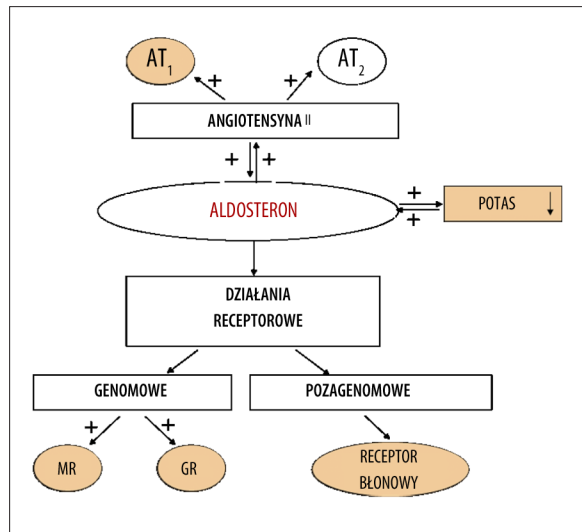 AT1
AT2
+ +
ANGIOTENSYNA II
+ +
ALDOSTERON
+
POTAS ↓
+
DZIAŁANIA
RECEPTOROWE
GENOMOWE
POZAGENOMOWE
+ +
MR
GR
RECEPTOR
BŁONOWY